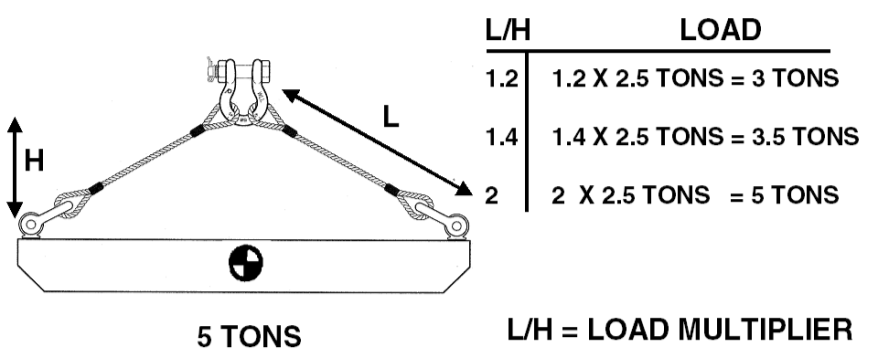 L/H LOAD
1.2 1.2 X 2.5 TONS = 3 TONS
L
H
1.4 1.4 X 2.5 TONS = 3.5 TONS
2 2 X 2.5 TONS = 5 TONS
5 TONS
L/H = LOAD MULTIPLIER